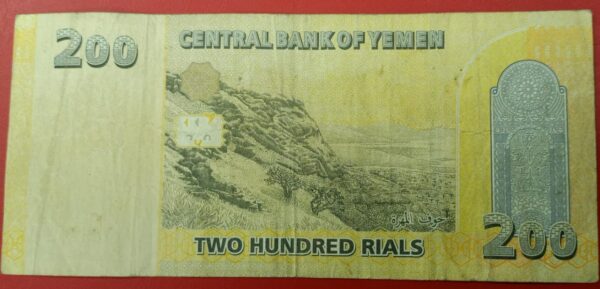 200
CENTRAL BANK OF YEMEN
TWO HUNDRED RIALS
200